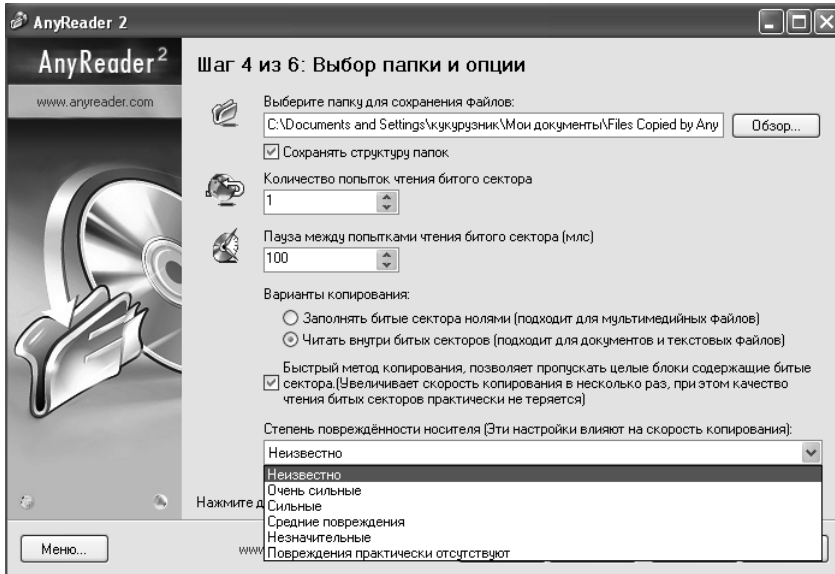 AnyReader 2
AnyReader²
www.anyreader.com
Шаг 4 из 6: Выбор папки и опции
Выберите папку для сохранения файлов:
C:\Documents and Settings\кукурузник\Мои документы\Files Copied by Any
Обзор...
Сохранять структуру папок
Количество попыток чтения битого сектора
1
Пауза между попытками чтения битого сектора (млс)
100
Варианты копирования:
Заполнять битые сектора нолями (подходит для мультимедийных файлов)
Читать внутри битых секторов (подходит для документов и текстовых файлов)
Быстрый метод копирования, позволяет пропускать целые блоки содержащие битые
сектора.(Увеличивает скорость копирования в несколько раз, при этом качество
чтения битых секторов практически не теряется)
Степень повреждённости носителя (Эти настройки влияют на скорость копирования):
Неизвестно
Неизвестно
Очень сильные
Сильные
Средние повреждения
Незначительные
Повреждения практически отсутствуют
Нажмите
Меню...
www